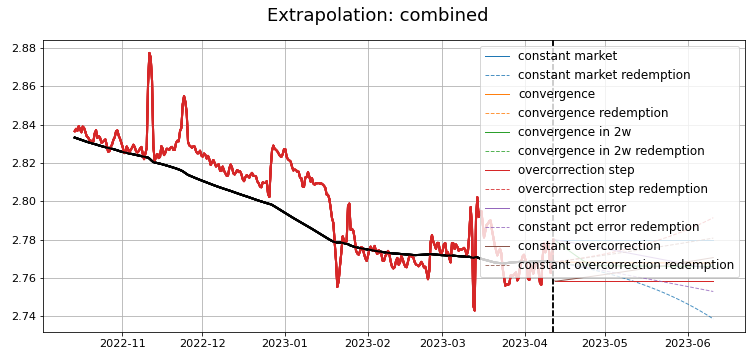 Extrapolation: combined
2.88
2.86
2.84
2.82
2.80
2.78
2.76
2.74
constant market
constant market redemption
convergence
convergence redemption
convergence in 2w
convergence in 2w redemption
overcorrection step
overcorrection step redemption
constant pct error
constant pct error redemption
constant overcorrection
constant overcorrection redemption
2022-11 2022-12 2023-01 2023-02 2023-03 2023-04 2023-05 2023-06